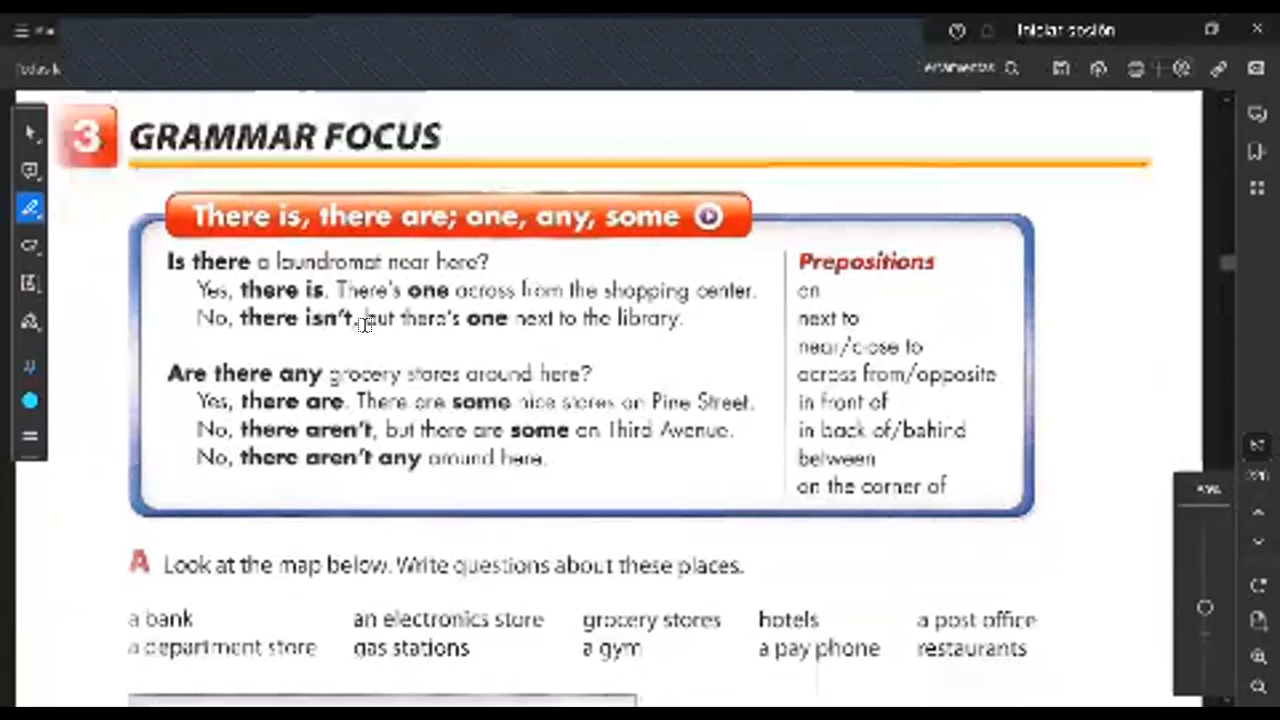 Iniciar sesión
3 GRAMMAR FOCUS
There is, there are; one, any, some
Is there a laundromat near here?
Yes, there is. There's one across from the shopping center.
No, there isn't, but there's one next to the library.
Are there any grocery stores around here?
Yes, there are. There are some nice stores on Pine Street.
No, there aren't, but there are some on Third Avenue.
No, there aren't any around here.
Prepositions
on
next to
near/close to
across from/opposite
in front of
in back of/behind
between
on the corner of
A Look at the map below. Write questions about these places.
a bank an electronics store grocery stores hotels a post office
a department store gas stations a gym a pay phone restaurants